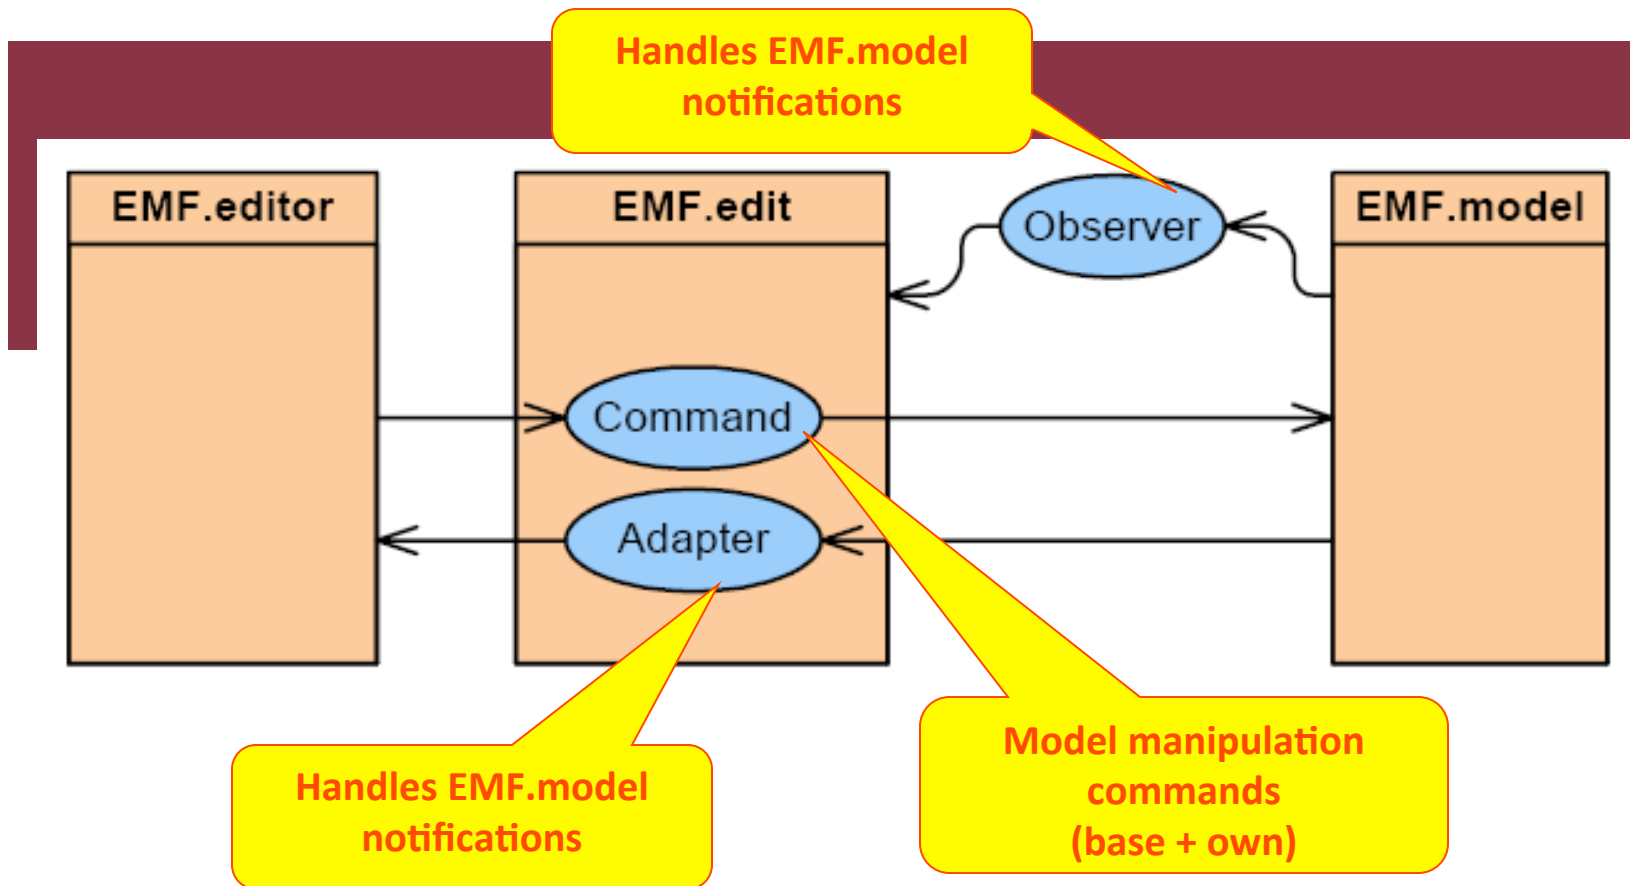 Handles EMF.model
notifications
EMF.editor
EMF.edit
Observer
EMF.model
Command
Adapter
Handles EMF.model
notifications
Model manipulation
commands
(base + own)